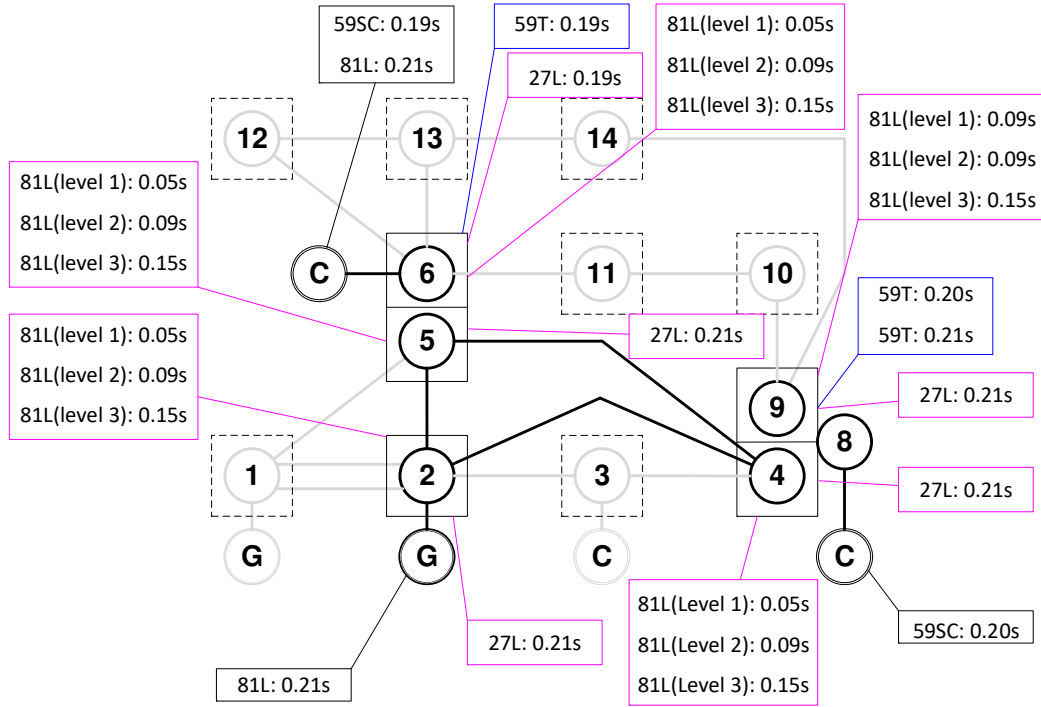 59SC: 0.19s
81L: 0.21s
59T: 0.19s
27L: 0.19s
81L(level 1): 0.05s
81L(level 2): 0.09s
81L(level 3): 0.15s
81L(level 1): 0.09s
81L(level 2): 0.09s
81L(level 3): 0.15s
12
13
14
81L(level 1): 0.05s
81L(level 2): 0.09s
81L(level 3): 0.15s
C
6
11
10
59T: 0.20s
59T: 0.21s
81L(level 1): 0.05s
81L(level 2): 0.09s
81L(level 3): 0.15s
5
27L: 0.21s
9
27L: 0.21s
8
1
2
3
4
27L: 0.21s
G
G
C
C
81L(Level 1): 0.05s
81L(Level 2): 0.09s
81L(Level 3): 0.15s
27L: 0.21s
59SC: 0.20s
81L: 0.21s